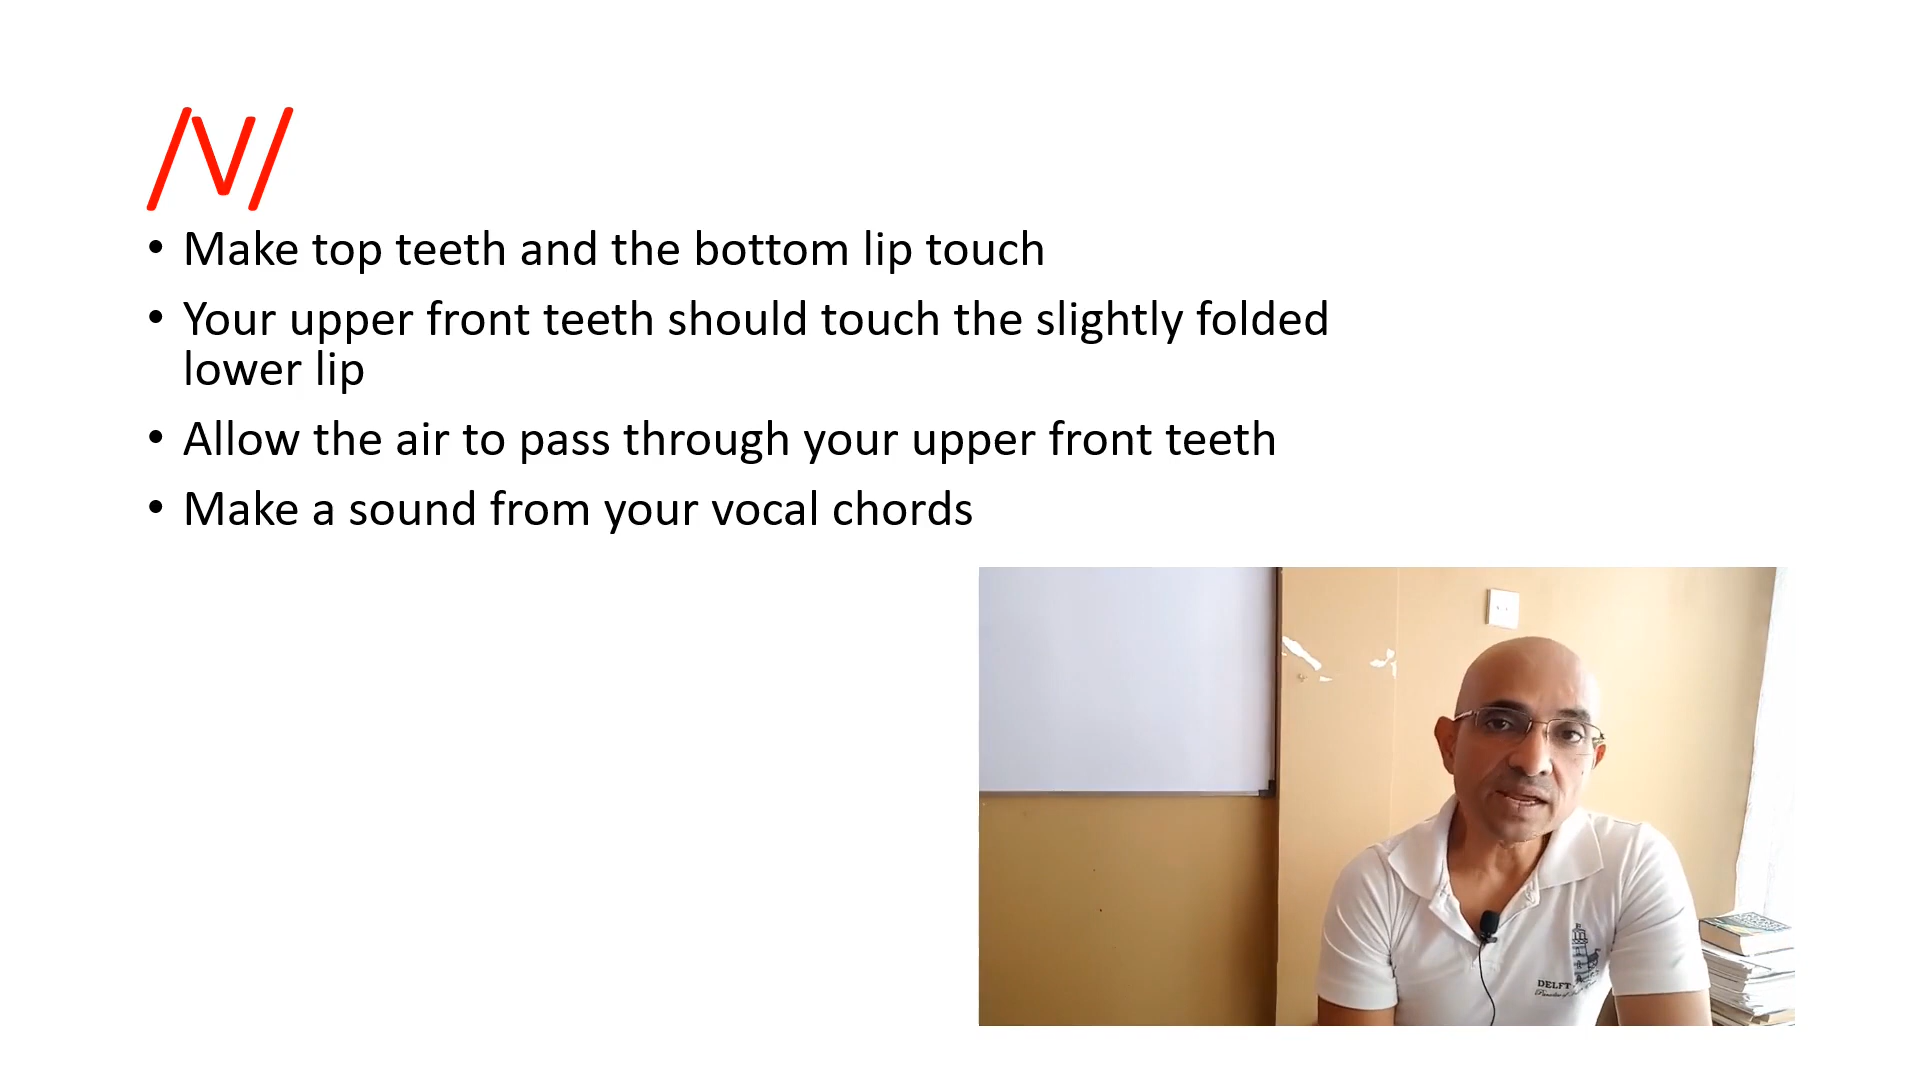 /v/
• Make top teeth and the bottom lip touch
• Your upper front teeth should touch the slightly folded
lower lip
• Allow the air to pass through your upper front teeth
• Make a sound from your vocal chords
DELFT